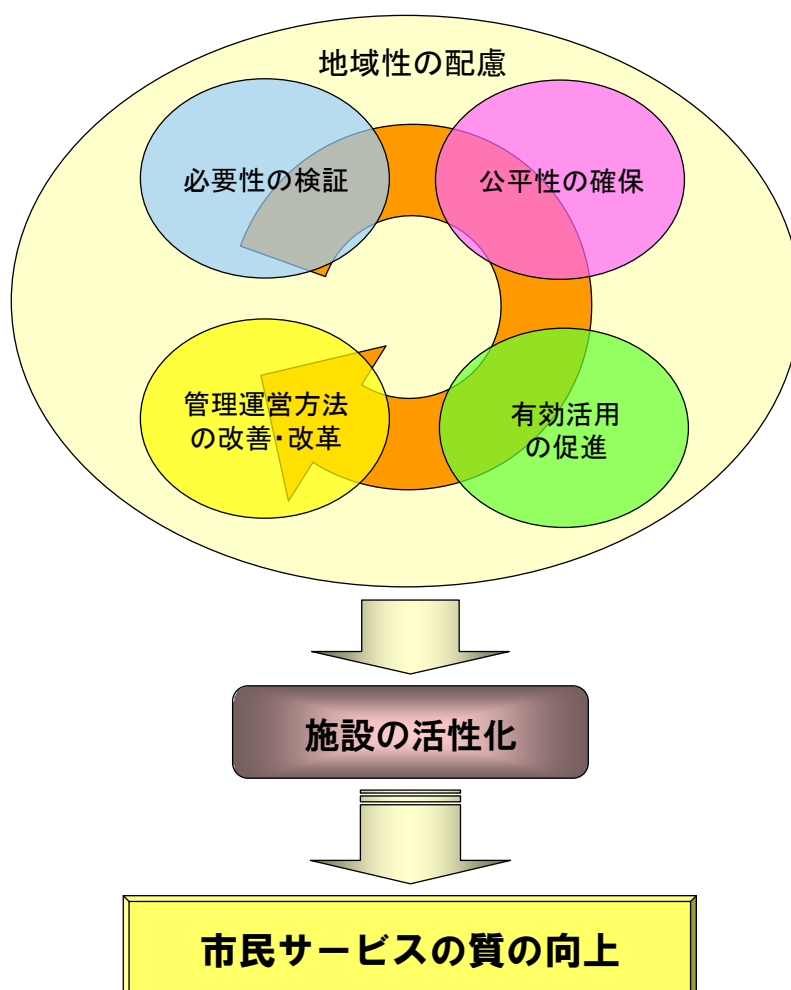 地域性の配慮
必要性の検証
公平性の確保
管理運営方法
の改善・改革
有効活用
の促進
施設の活性化
市民サービスの質の向上